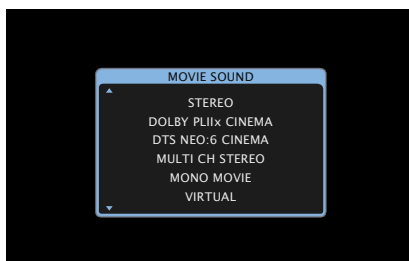 MOVIE SOUND
STEREO
DOLBY PLIIx CINEMA
DTS NEO:6 CINEMA
MULTI CH STEREO
MONO MOVIE
VIRTUAL